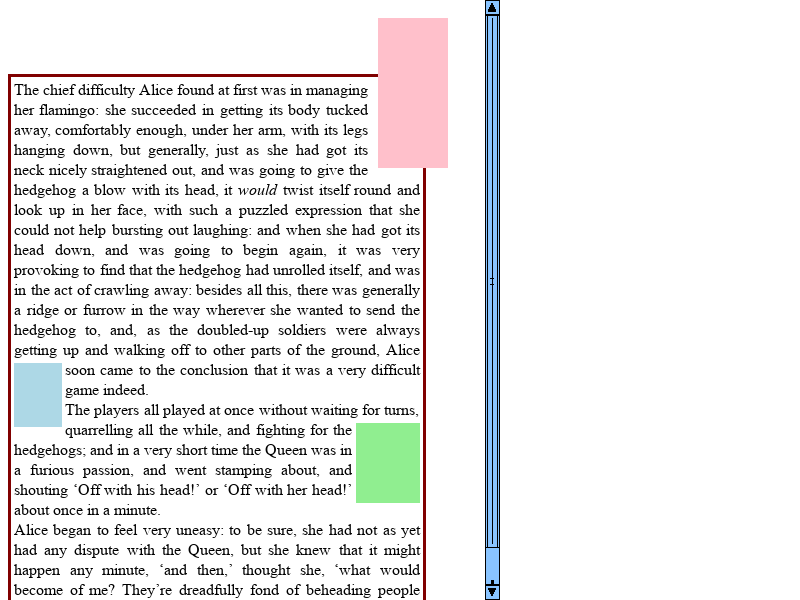 The chief difficulty Alice found at first was in managing
her flamingo: she succeeded in getting its body tucked
away, comfortably enough, under her arm, with its legs
hanging down, but generally, just as she had got its
neck nicely straightened out, and was going to give the
hedgehog a blow with its head, it would twist itself round and
look up in her face, with such a puzzled expression that she
could not help bursting out laughing: and when she had got its
head down, and was going to begin again, it was very
provoking to find that the hedgehog had unrolled itself, and was
in the act of crawling away: besides all this, there was generally
a ridge or furrow in the way wherever she wanted to send the
hedgehog to, and, as the doubled-up soldiers were always
getting up and walking off to other parts of the ground, Alice
soon came to the conclusion that it was a very difficult
game indeed.
The players all played at once without waiting for turns,
quarrelling all the while, and fighting for the
hedgehogs; and in a very short time the Queen was in
a furious passion, and went stamping about, and
shouting ‘Off with his head!’ or ‘Off with her head!’
about once in a minute.
Alice began to feel very uneasy: to be sure, she had not as yet
had any dispute with the Queen, but she knew that it might
happen any minute, ‘and then,’ thought she, ‘what would
become of me? They’re dreadfully fond of beheading people